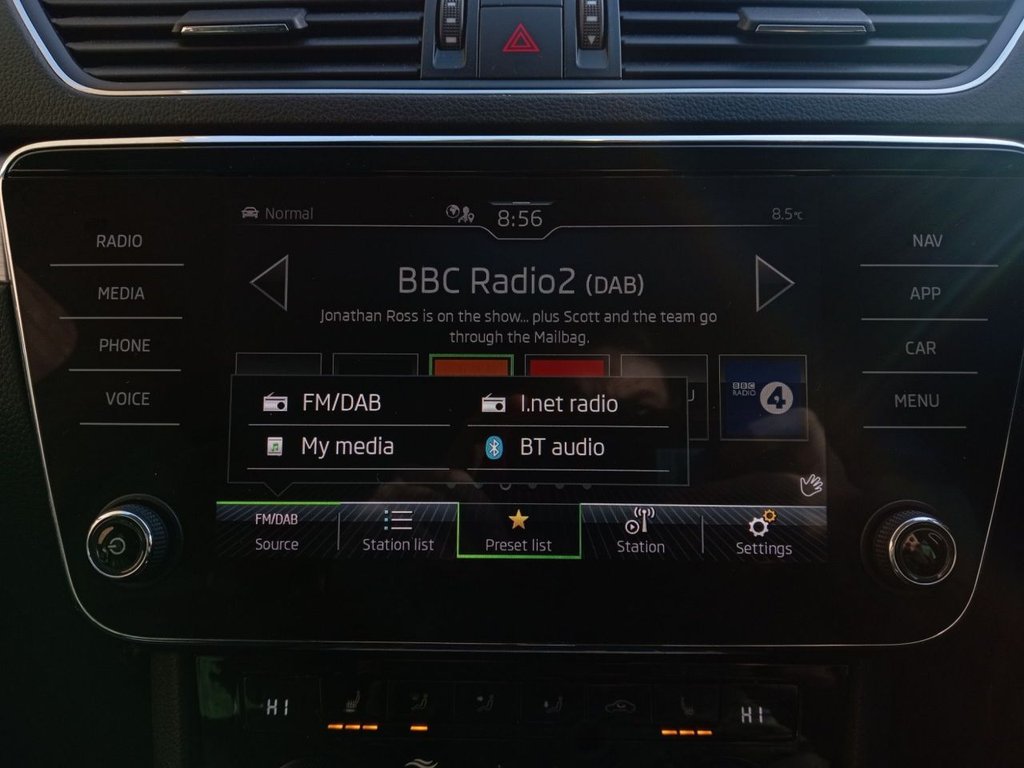 Normal
8:56
8.5°c
RADIO
MEDIA
PHONE
VOICE
BBC Radio2 (DAB)
Jonathan Ross is on the show... plus Scott and the team go
through the Mailbag.
BBC
RADIO
4
FM/DAB
I.net radio
My media
BT audio
FM/DAB
Source
Station list
Preset list
Station
Settings
NAV
APP
CAR
MENU
HI
HI